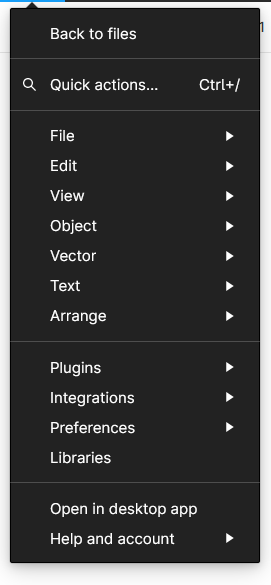 Back to files
Quick actions... Ctrl+/
File
Edit
View
Object
Vector
Text
Arrange
Plugins
Integrations
Preferences
Libraries
Open in desktop app
Help and account